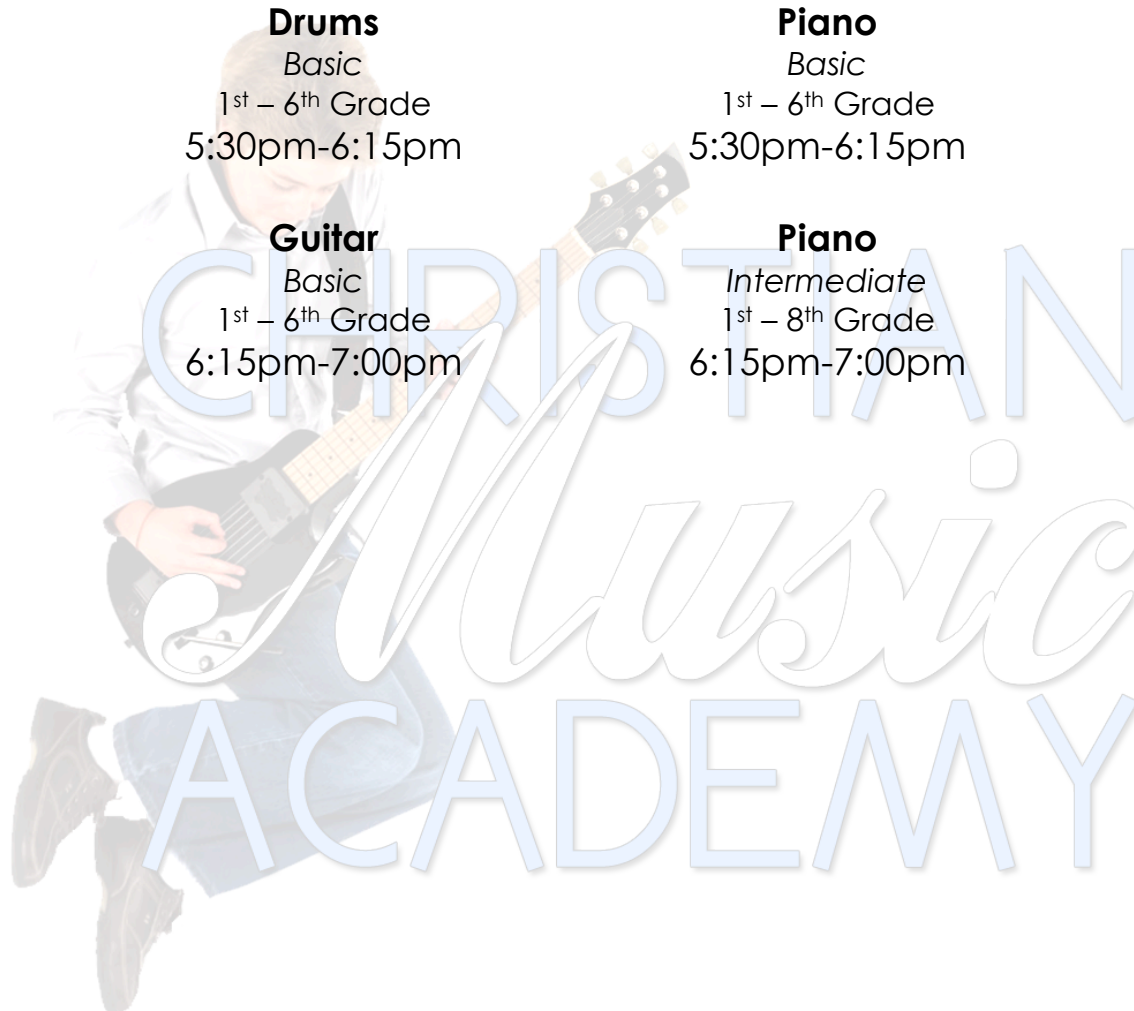 Drums
Basic
1st – 6th Grade
5:30pm-6:15pm
Piano
Basic
1st – 6th Grade
5:30pm-6:15pm
Guitar
Basic
1st – 6th Grade
6:15pm-7:00pm
Piano
Intermediate
1st – 8th Grade
6:15pm-7:00pm
CHRISTIAN
Music
ACADEMY